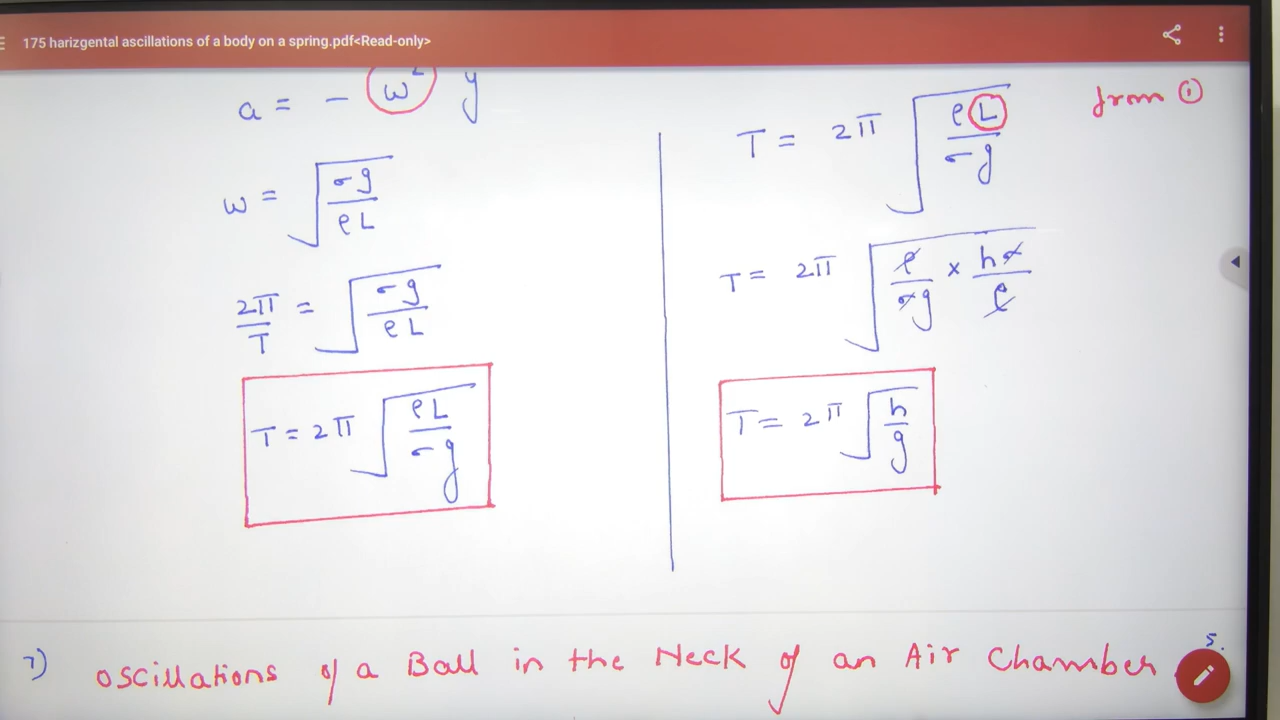 175 harizgental ascillations of a body on a spring.pdf<Read-only>
a = - ω² y
ω = √(σg / ρL)
2π / T = √(σg / ρL)
T = 2π √(ρL / σg)
T = 2π √(ρL / σg) from ①
T = 2π √(ρ / σg × hσ / ρ)
T = 2π √(h / g)
5.
7) oscillations of a Ball in the Neck of an Air Chamber